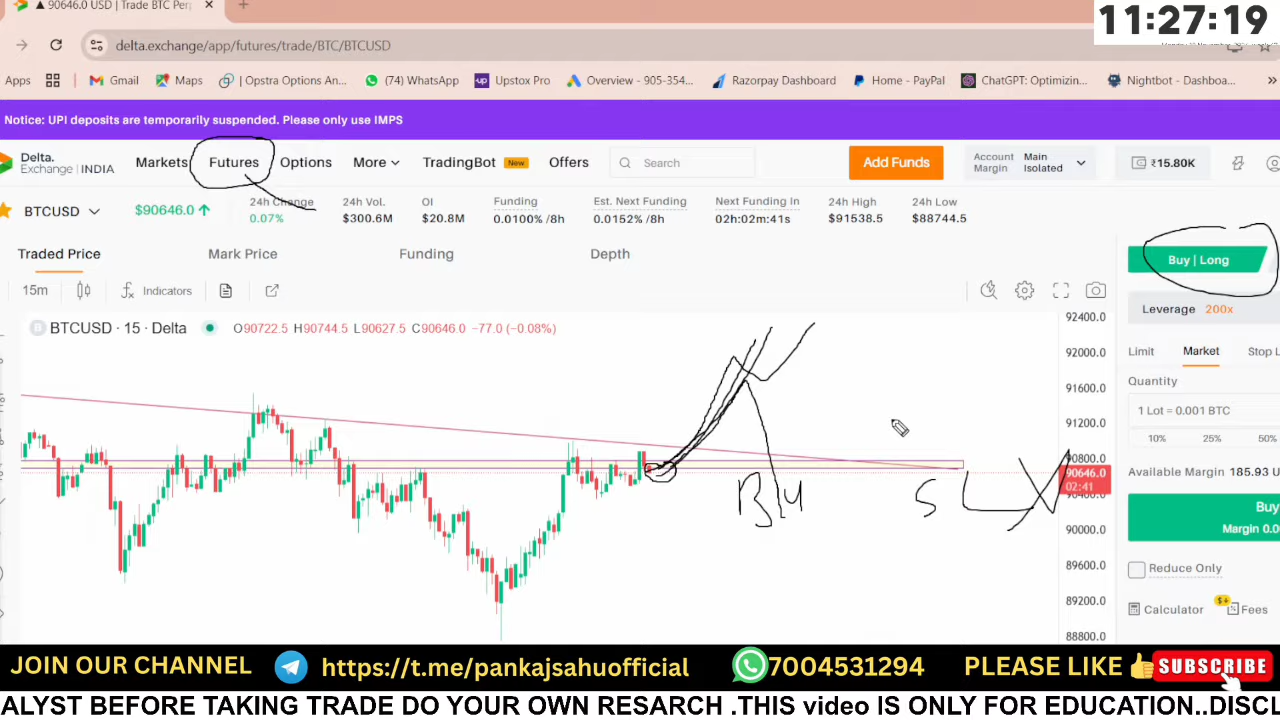 90646.0 USD | Trade BTC Per
11:27:19
delta.exchange/app/futures/trade/BTC/BTCUSD
Apps Gmail Maps Opstra Options An... (74) WhatsApp Upstox Pro Overview - 905-354... Razorpay Dashboard Home - PayPal ChatGPT: Optimizin... Nightbot - Dashboa...
Notice: UPI deposits are temporarily suspended. Please only use IMPS
Delta. Exchange INDIA Markets Futures Options More TradingBot New Offers Search Add Funds Account Margin Main Isolated ₹15.80K
BTCUSD $90646.0
24h Change 24h Vol. OI Funding Est. Next Funding Next Funding In 24h High 24h Low
0.07% $300.6M $20.8M 0.0100% /8h 0.0152% /8h 02h:02m:41s $91538.5 $88744.5
Traded Price Mark Price Funding Depth
Buy | Long
15m Indicators
Leverage 200x
B BTCUSD · 15 · Delta O90722.5 H90744.5 L90627.5 C90646.0 -77.0 (-0.08%)
92400.0
92000.0
91600.0
91200.0
90800.0
90646.0
02:41
90400.0
90000.0
89600.0
89200.0
88800.0
Limit Market Stop L
Quantity
1 Lot = 0.001 BTC
10% 25% 50%
Available Margin 185.93 U
Buy
Margin 0.0
Reduce Only
Calculator Fees
S L
JOIN OUR CHANNEL https://t.me/pankajsahuofficial 7004531294 PLEASE LIKE SUBSCRIBE
ALYST BEFORE TAKING TRADE DO YOUR OWN RESARCH .THIS video IS ONLY FOR EDUCATION..DISCL